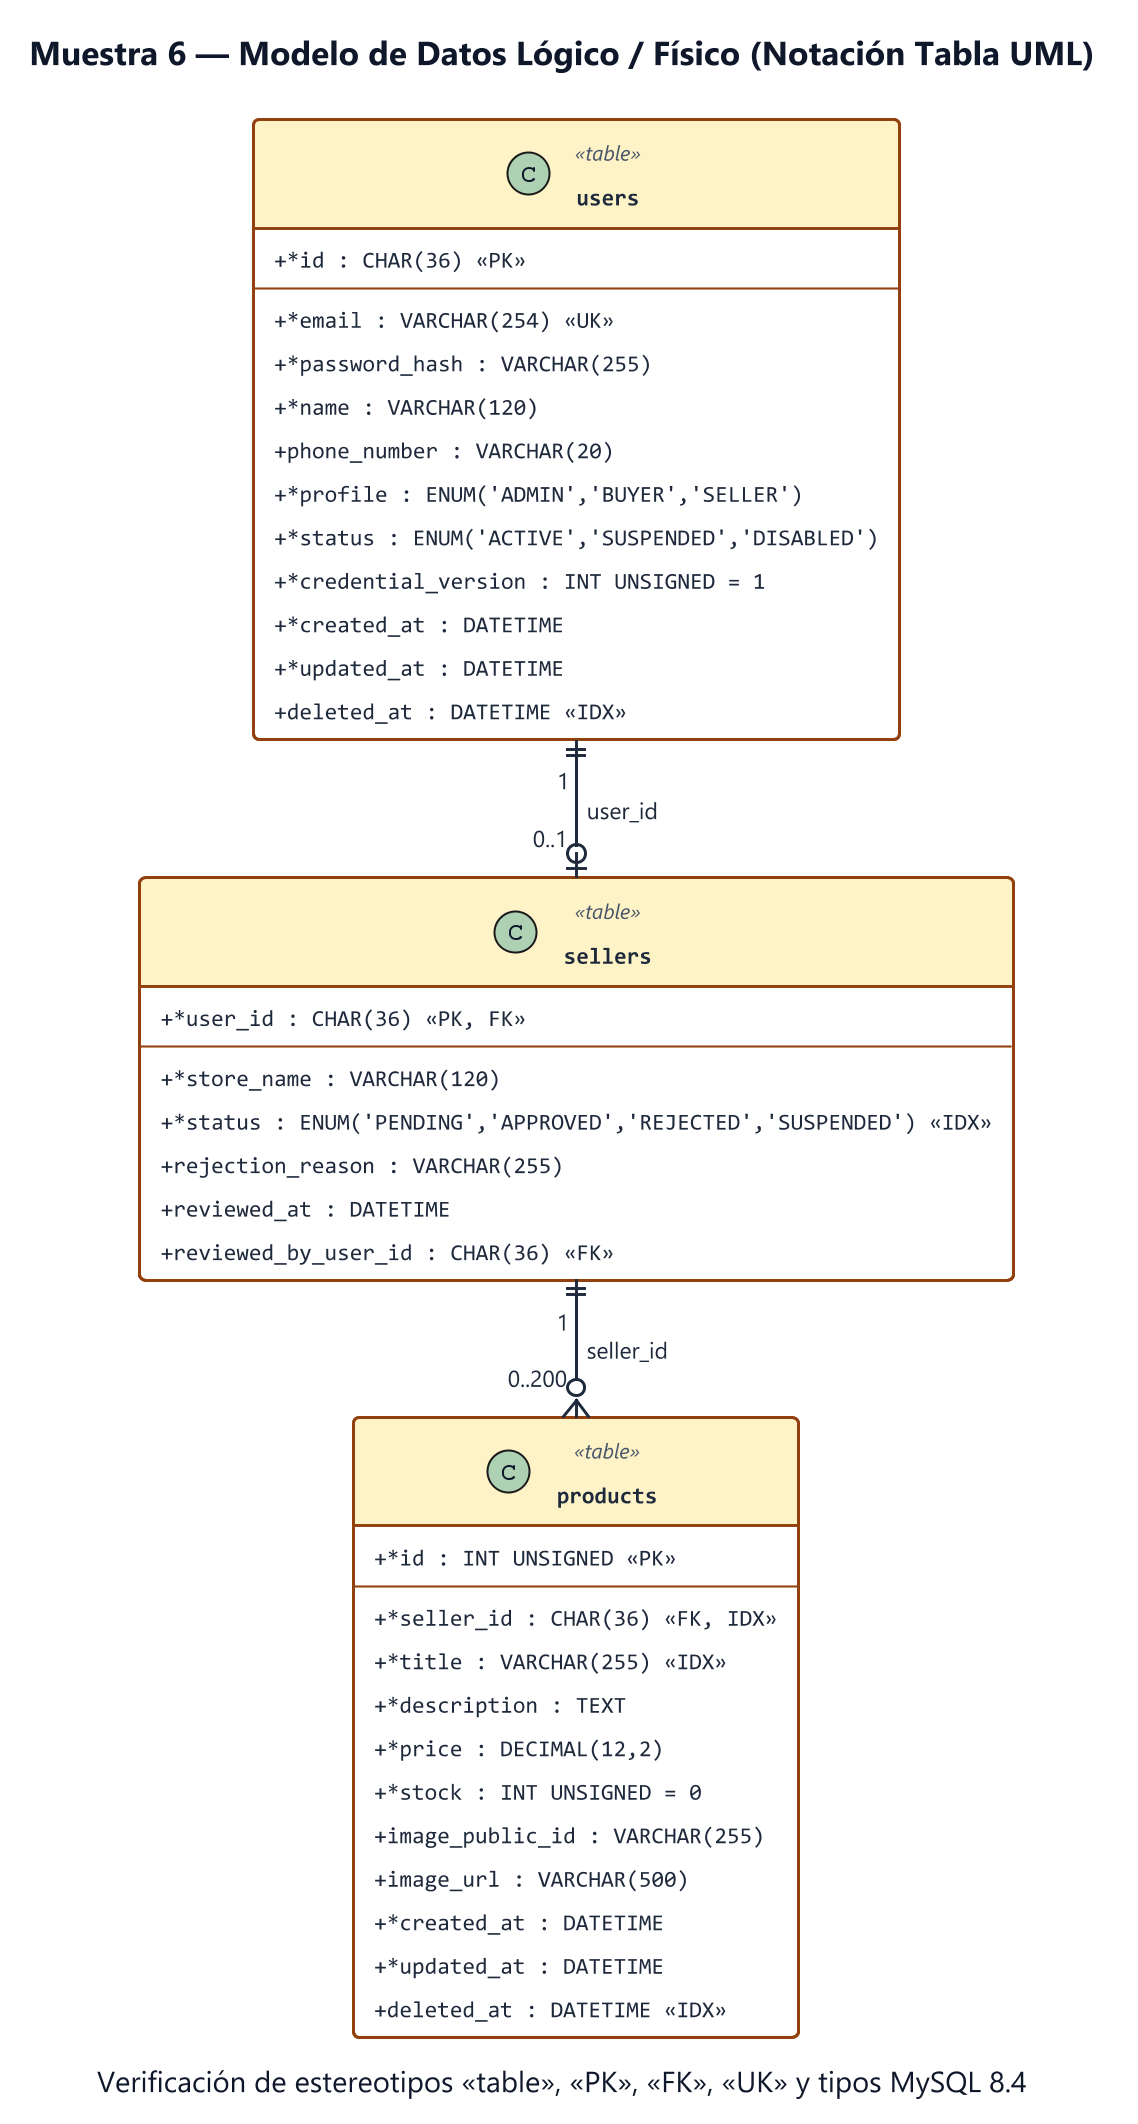 Muestra 6 — Modelo de Datos Lógico / Físico (Notación Tabla UML)
«table»
C
users
+*id : CHAR(36) «PK»
+*email : VARCHAR(254) «UK»
+*password_hash : VARCHAR(255)
+*name : VARCHAR(120)
+phone_number : VARCHAR(20)
+*profile : ENUM('ADMIN','BUYER','SELLER')
+*status : ENUM('ACTIVE','SUSPENDED','DISABLED')
+*credential_version : INT UNSIGNED = 1
+*created_at : DATETIME
+*updated_at : DATETIME
+deleted_at : DATETIME «IDX»
1
user_id
0..1
«table»
C
sellers
+*user_id : CHAR(36) «PK, FK»
+*store_name : VARCHAR(120)
+*status : ENUM('PENDING','APPROVED','REJECTED','SUSPENDED') «IDX»
+rejection_reason : VARCHAR(255)
+reviewed_at : DATETIME
+reviewed_by_user_id : CHAR(36) «FK»
1
seller_id
0..200
«table»
C
products
+*id : INT UNSIGNED «PK»
+*seller_id : CHAR(36) «FK, IDX»
+*title : VARCHAR(255) «IDX»
+*description : TEXT
+*price : DECIMAL(12,2)
+*stock : INT UNSIGNED = 0
+image_public_id : VARCHAR(255)
+image_url : VARCHAR(500)
+*created_at : DATETIME
+*updated_at : DATETIME
+deleted_at : DATETIME «IDX»
Verificación de estereotipos «table», «PK», «FK», «UK» y tipos MySQL 8.4